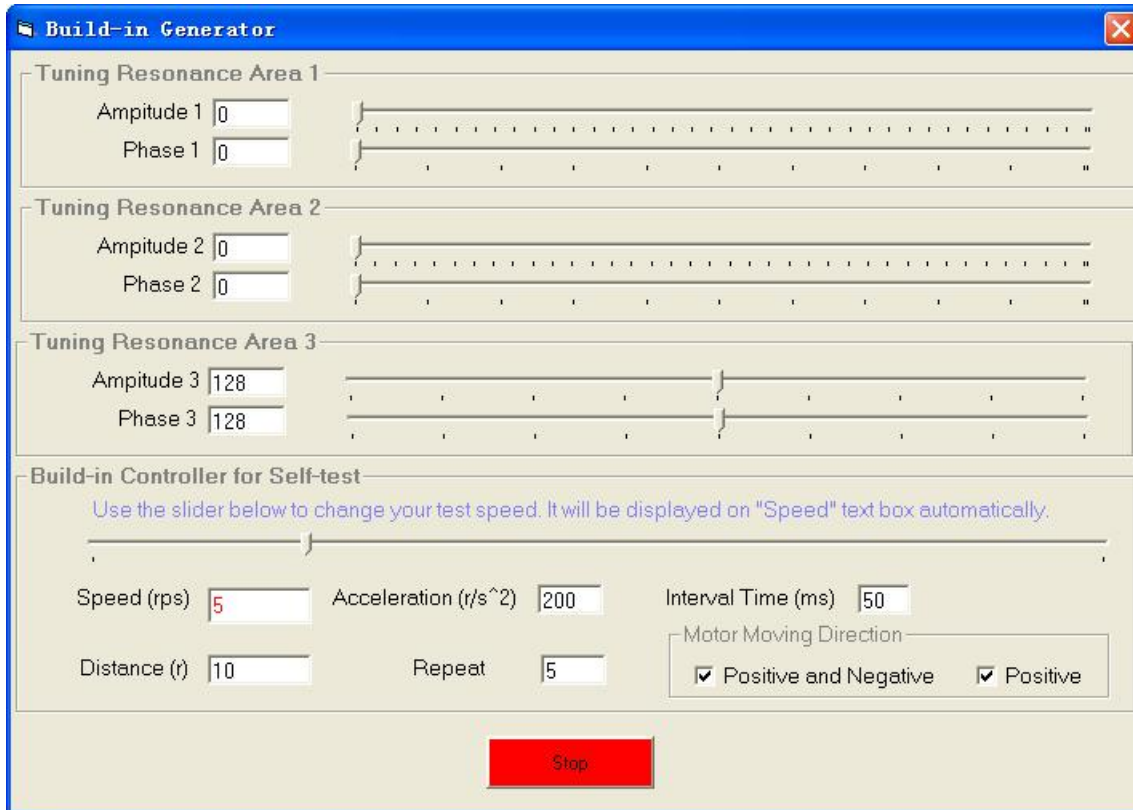 Build-in Generator
Tuning Resonance Area 1
Ampitude 1 0
Phase 1 0
Tuning Resonance Area 2
Ampitude 2 0
Phase 2 0
Tuning Resonance Area 3
Ampitude 3 128
Phase 3 128
Build-in Controller for Self-test
Use the slider below to change your test speed. It will be displayed on "Speed" text box automatically.
Speed (rps) 5 Acceleration (r/s^2) 200 Interval Time (ms) 50
Motor Moving Direction
Distance (r) 10 Repeat 5 Positive and Negative Positive
Stop